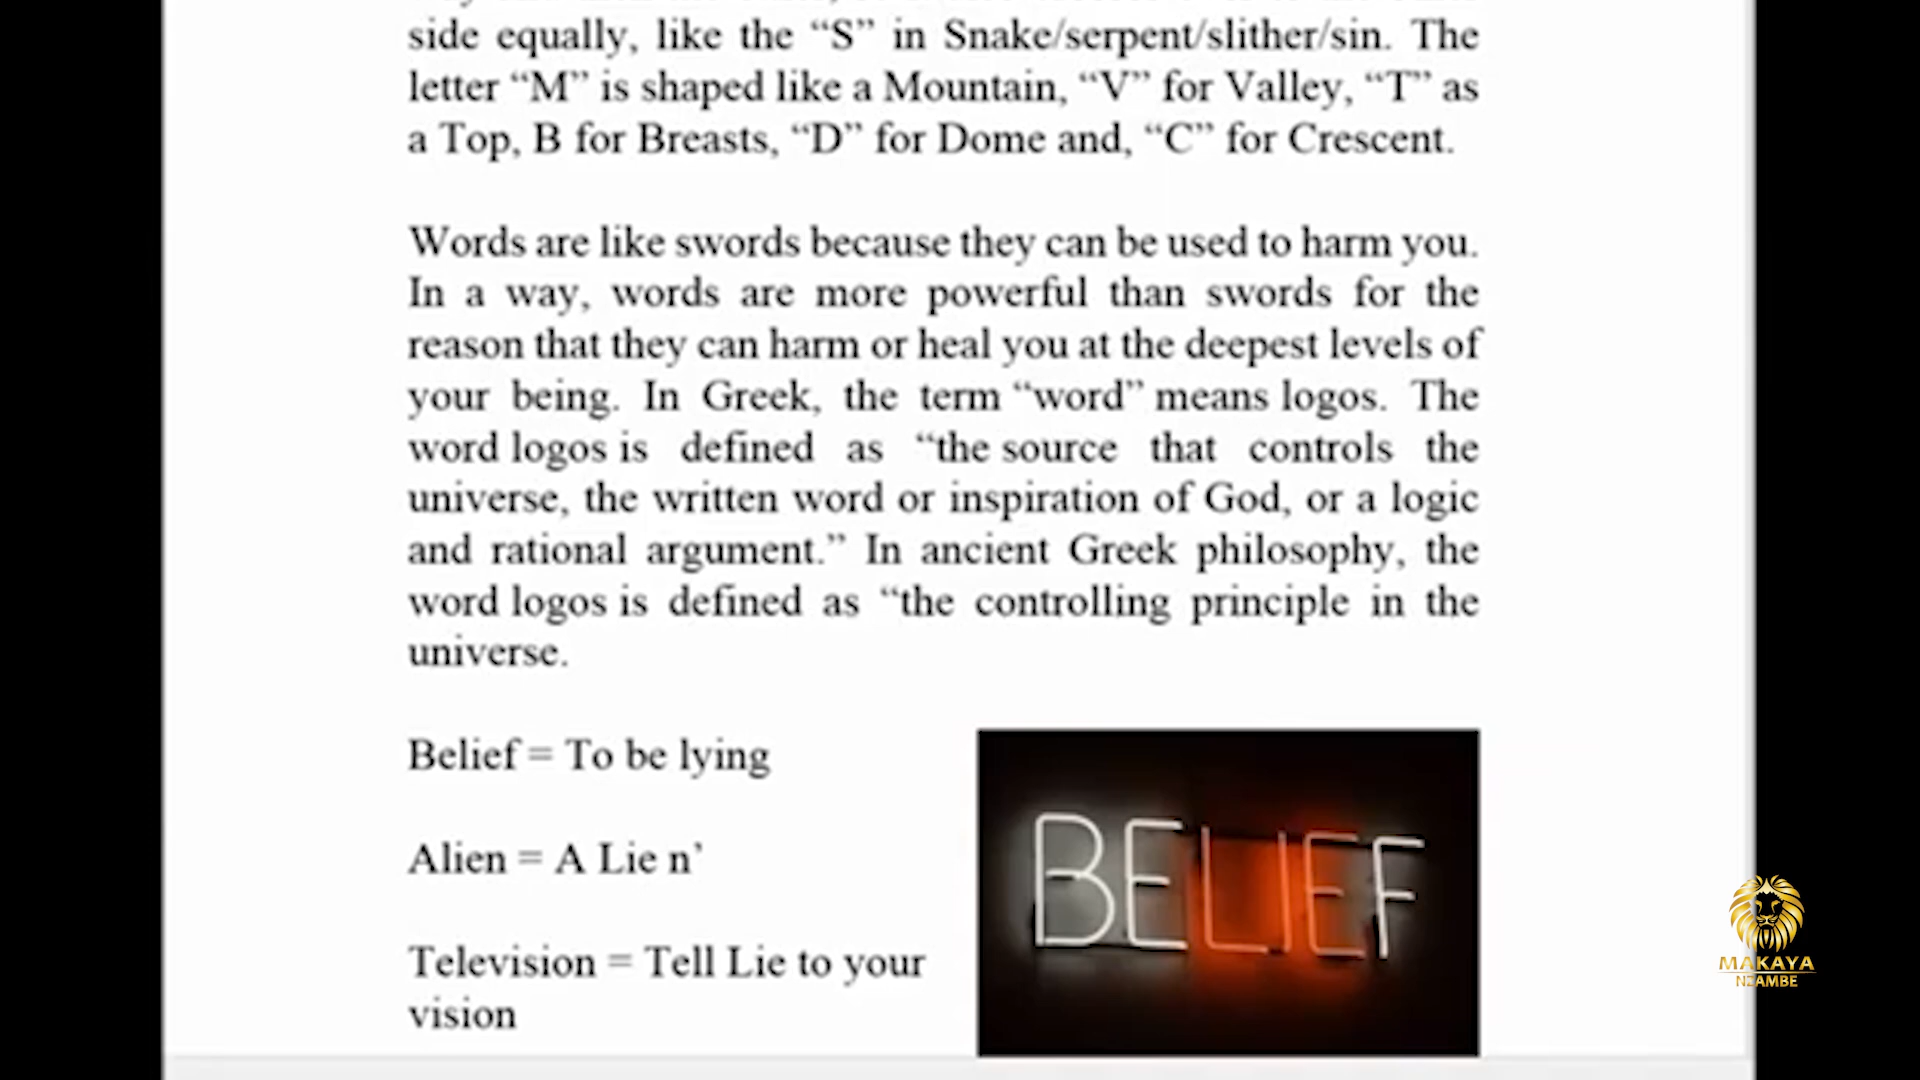 side equally, like the “S” in Snake/serpent/slither/sin. The
letter “M” is shaped like a Mountain, “V” for Valley, “T” as
a Top, B for Breasts, “D” for Dome and, “C” for Crescent.
Words are like swords because they can be used to harm you.
In a way, words are more powerful than swords for the
reason that they can harm or heal you at the deepest levels of
your being. In Greek, the term “word” means logos. The
word logos is defined as “the source that controls the
universe, the written word or inspiration of God, or a logic
and rational argument.” In ancient Greek philosophy, the
word logos is defined as “the controlling principle in the
universe.
Belief = To be lying
Alien = A Lie n’
Television = Tell Lie to your
vision
BELIEF
MAKAYA
NZAMBE